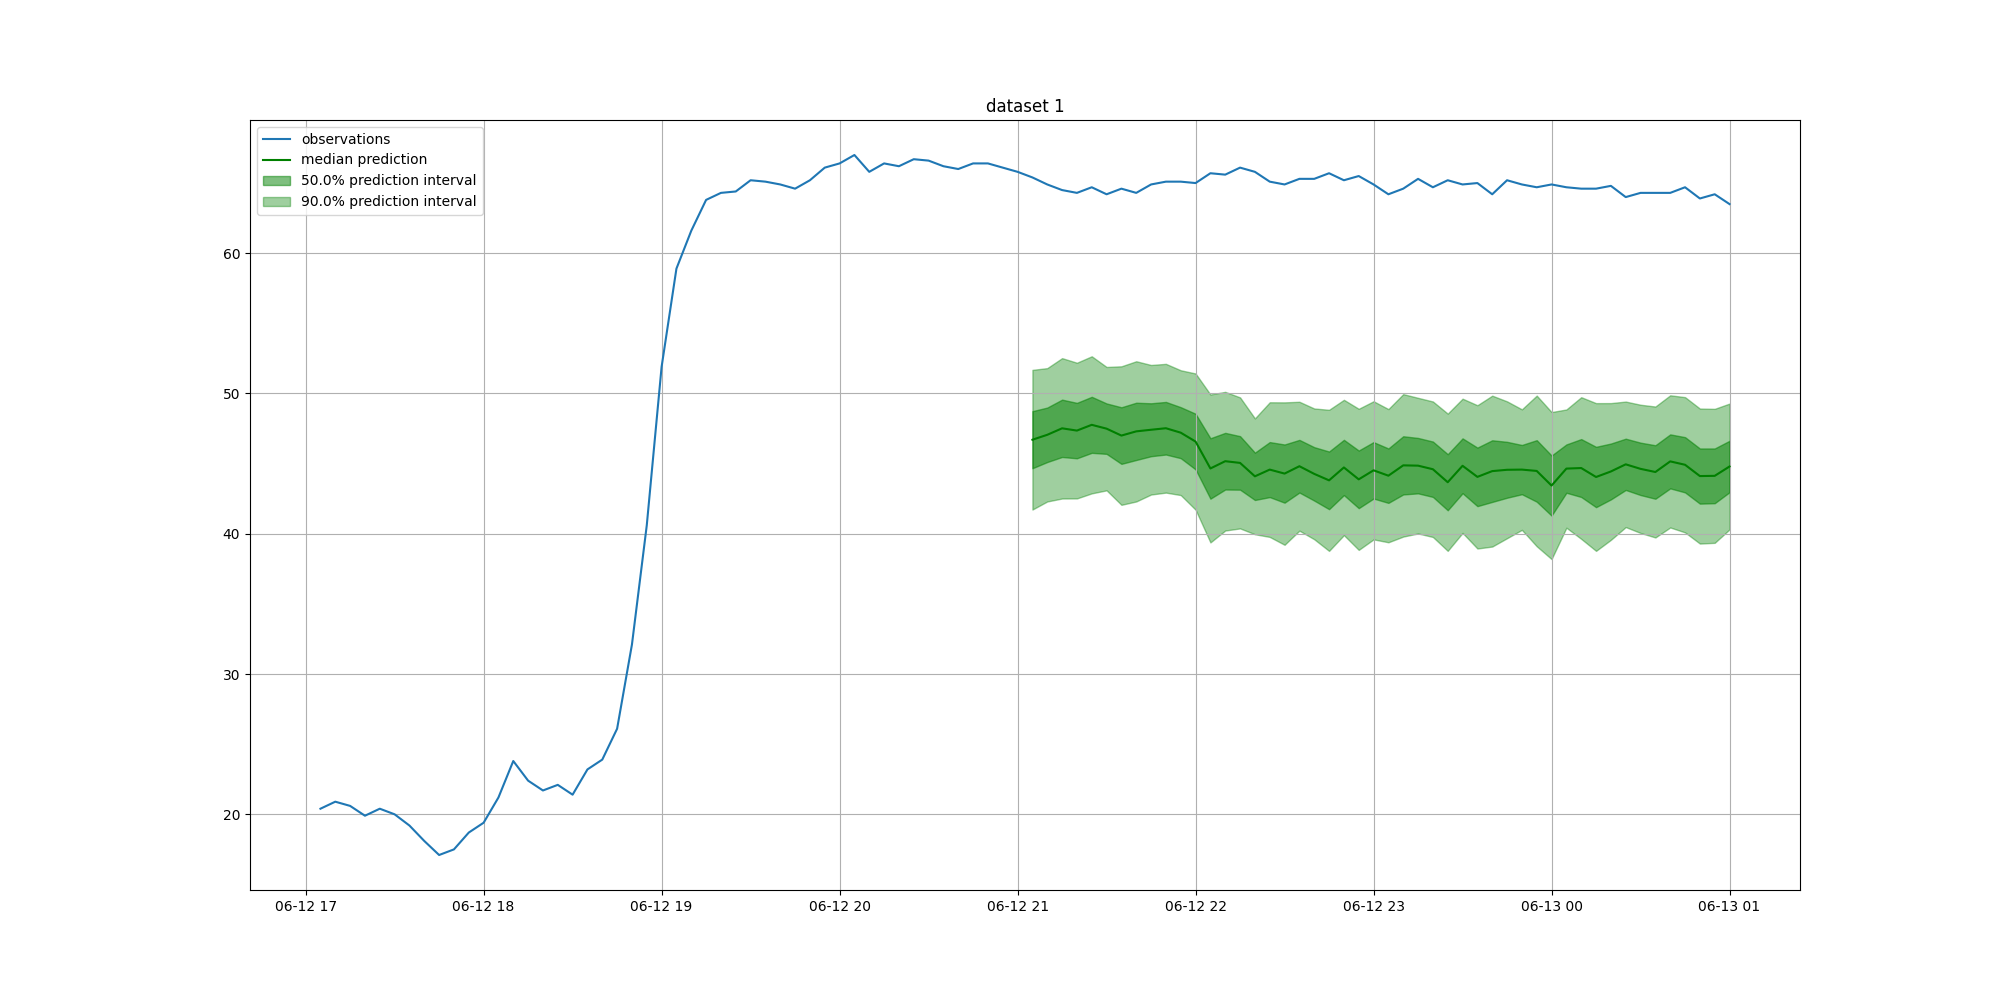 dataset 1
observations
median prediction
50.0% prediction interval
90.0% prediction interval
60
50
40
30
20
06-12 17
06-12 18
06-12 19
06-12 20
06-12 21
06-12 22
06-12 23
06-13 00
06-13 01